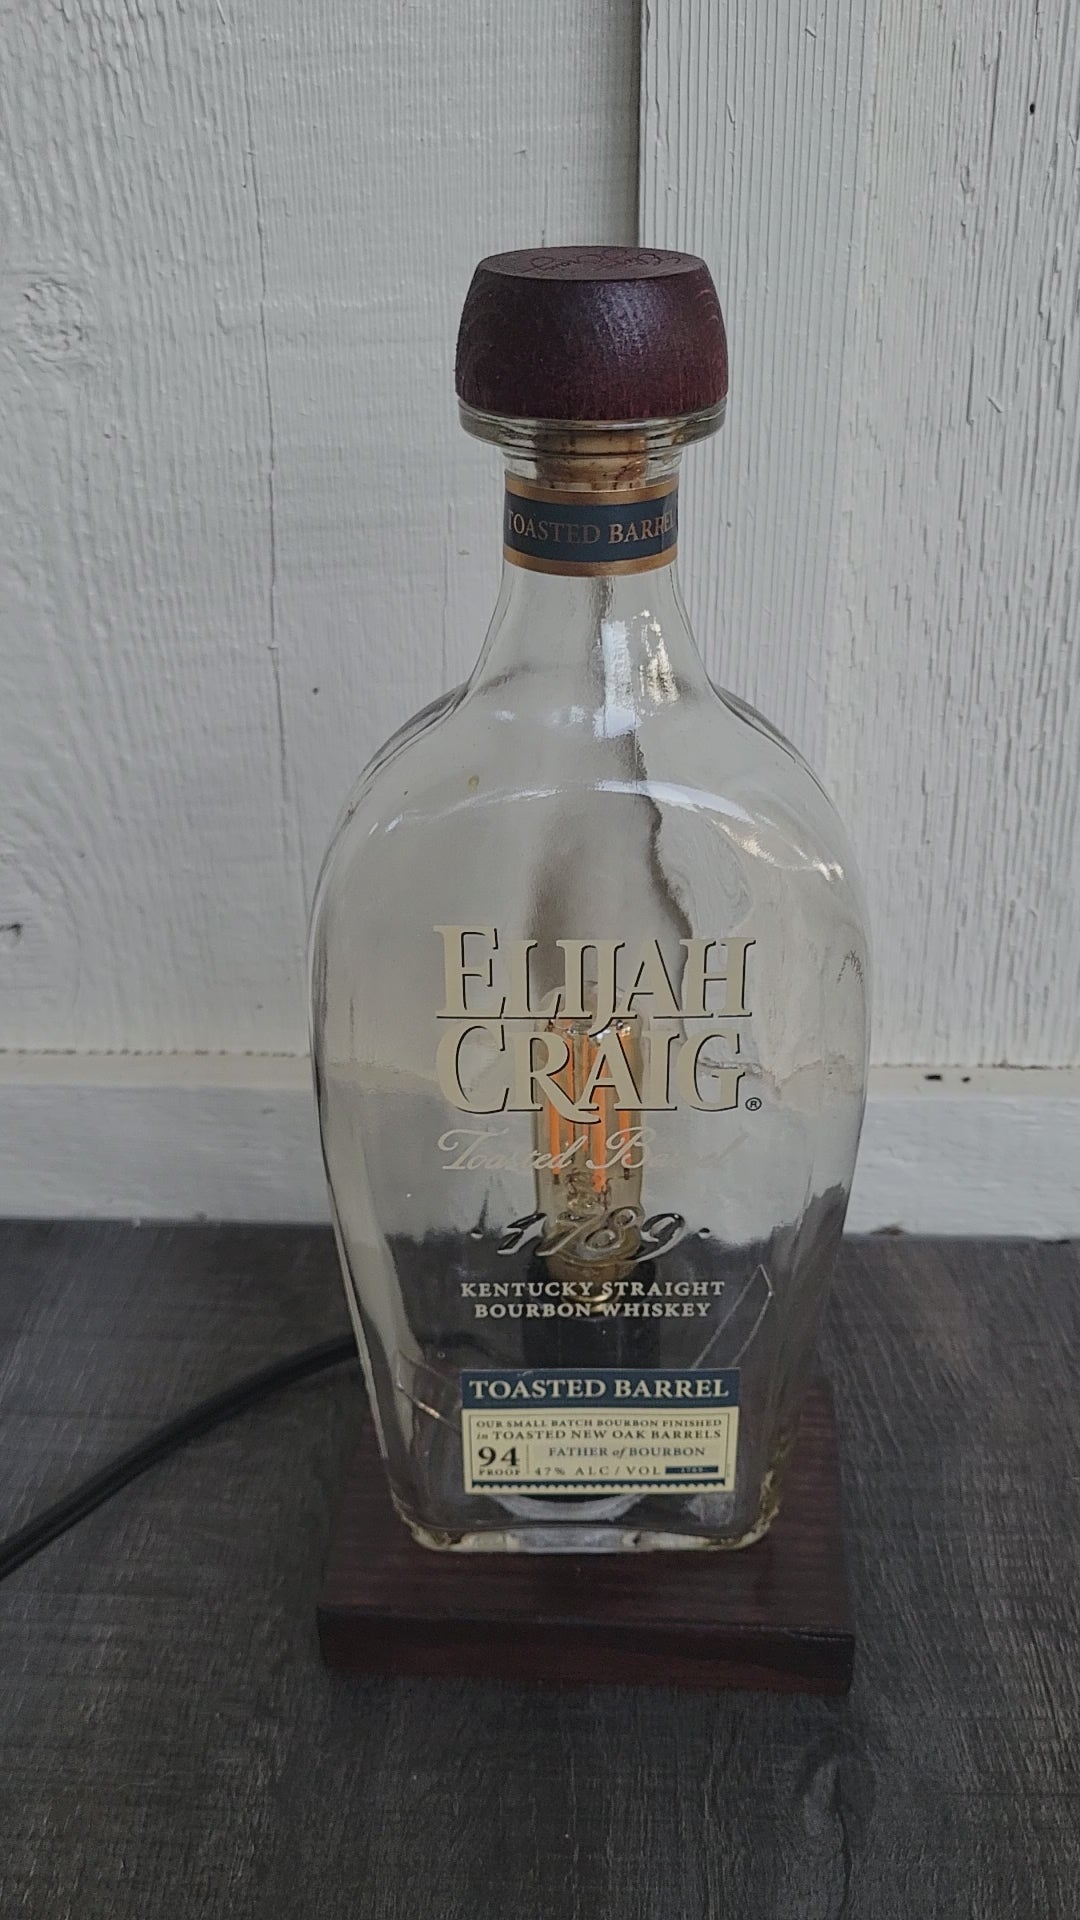 TOASTED BARREL
ELIJAH
CRAIG®
Toasted Barrel
·1789·
KENTUCKY STRAIGHT
BOURBON WHISKEY
TOASTED BARREL
OUR SMALL BATCH BOURBON FINISHED
in TOASTED NEW OAK BARRELS
94
PROOF
FATHER of BOURBON
47% ALC/VOL 1789